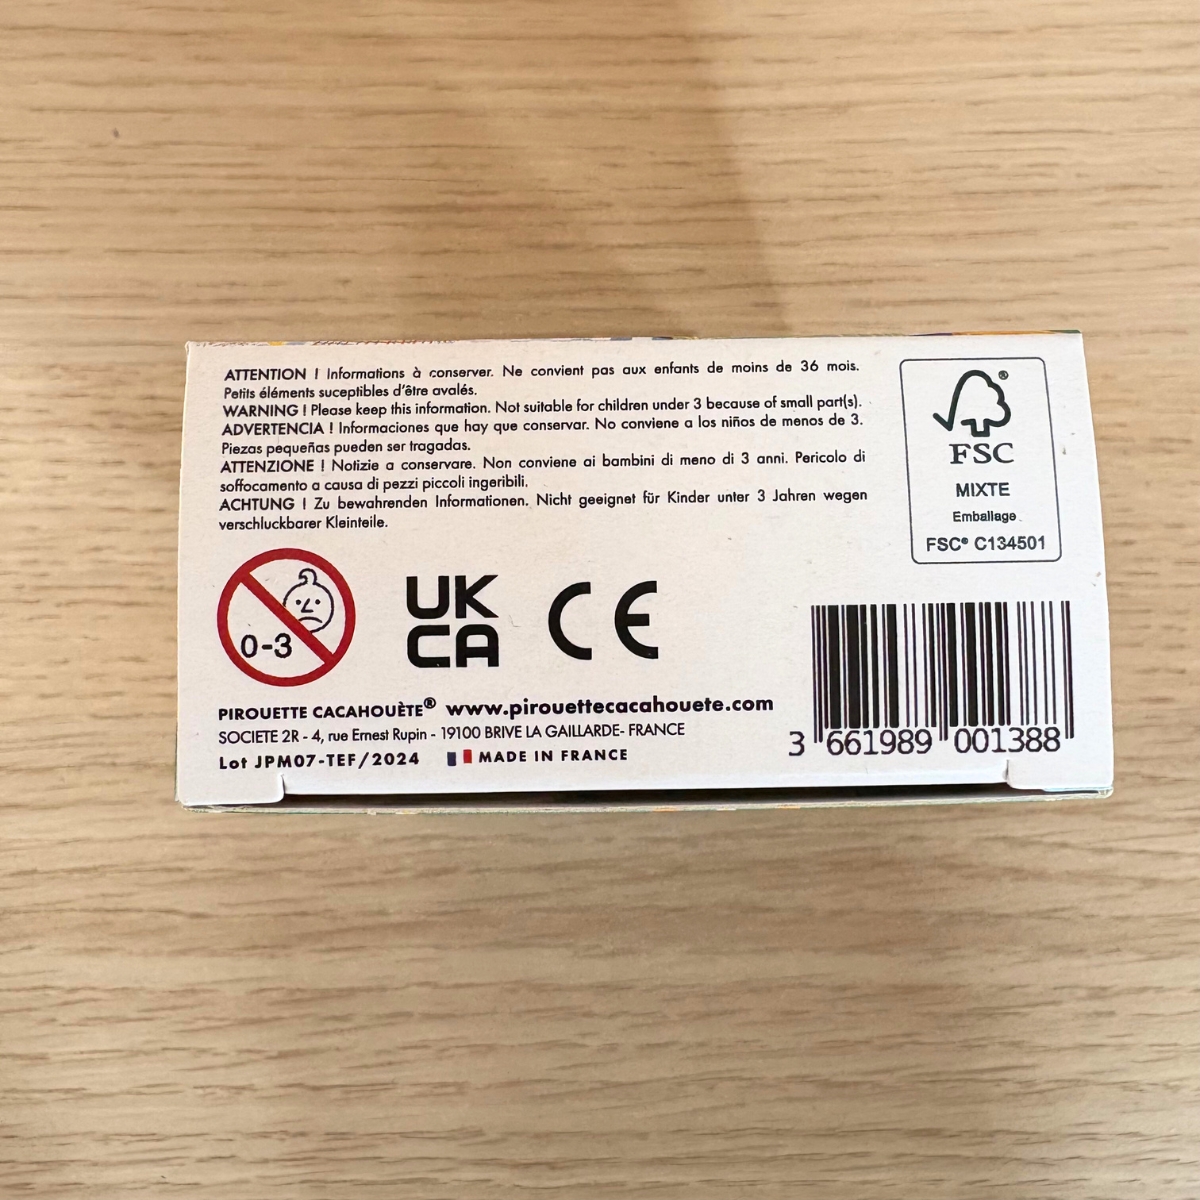 ATTENTION ! Informations à conserver. Ne convient pas aux enfants de moins de 36 mois.
Petits éléments suceptibles d'être avalés.
WARNING ! Please keep this information. Not suitable for children under 3 because of small part(s).
ADVERTENCIA ! Informaciones que hay que conservar. No conviene a los niños de menos de 3.
Piezas pequeñas pueden ser tragadas.
ATTENZIONE ! Notizie a conservare. Non conviene ai bambini di meno di 3 anni. Pericolo di
soffocamento a causa di pezzi piccoli ingeribili.
ACHTUNG ! Zu bewahrenden Informationen. Nicht geeignet für Kinder unter 3 Jahren wegen
verschluckbarer Kleinteile.
®
FSC
MIXTE
Emballage
FSC® C134501
0-3
UK
CA
CE
PIROUETTE CACAHOUÈTE® www.pirouettecacahouete.com
SOCIETE 2R - 4, rue Ernest Rupin - 19100 BRIVE LA GAILLARDE- FRANCE
Lot JPM07-TEF/2024 MADE IN FRANCE
3 661989 001388